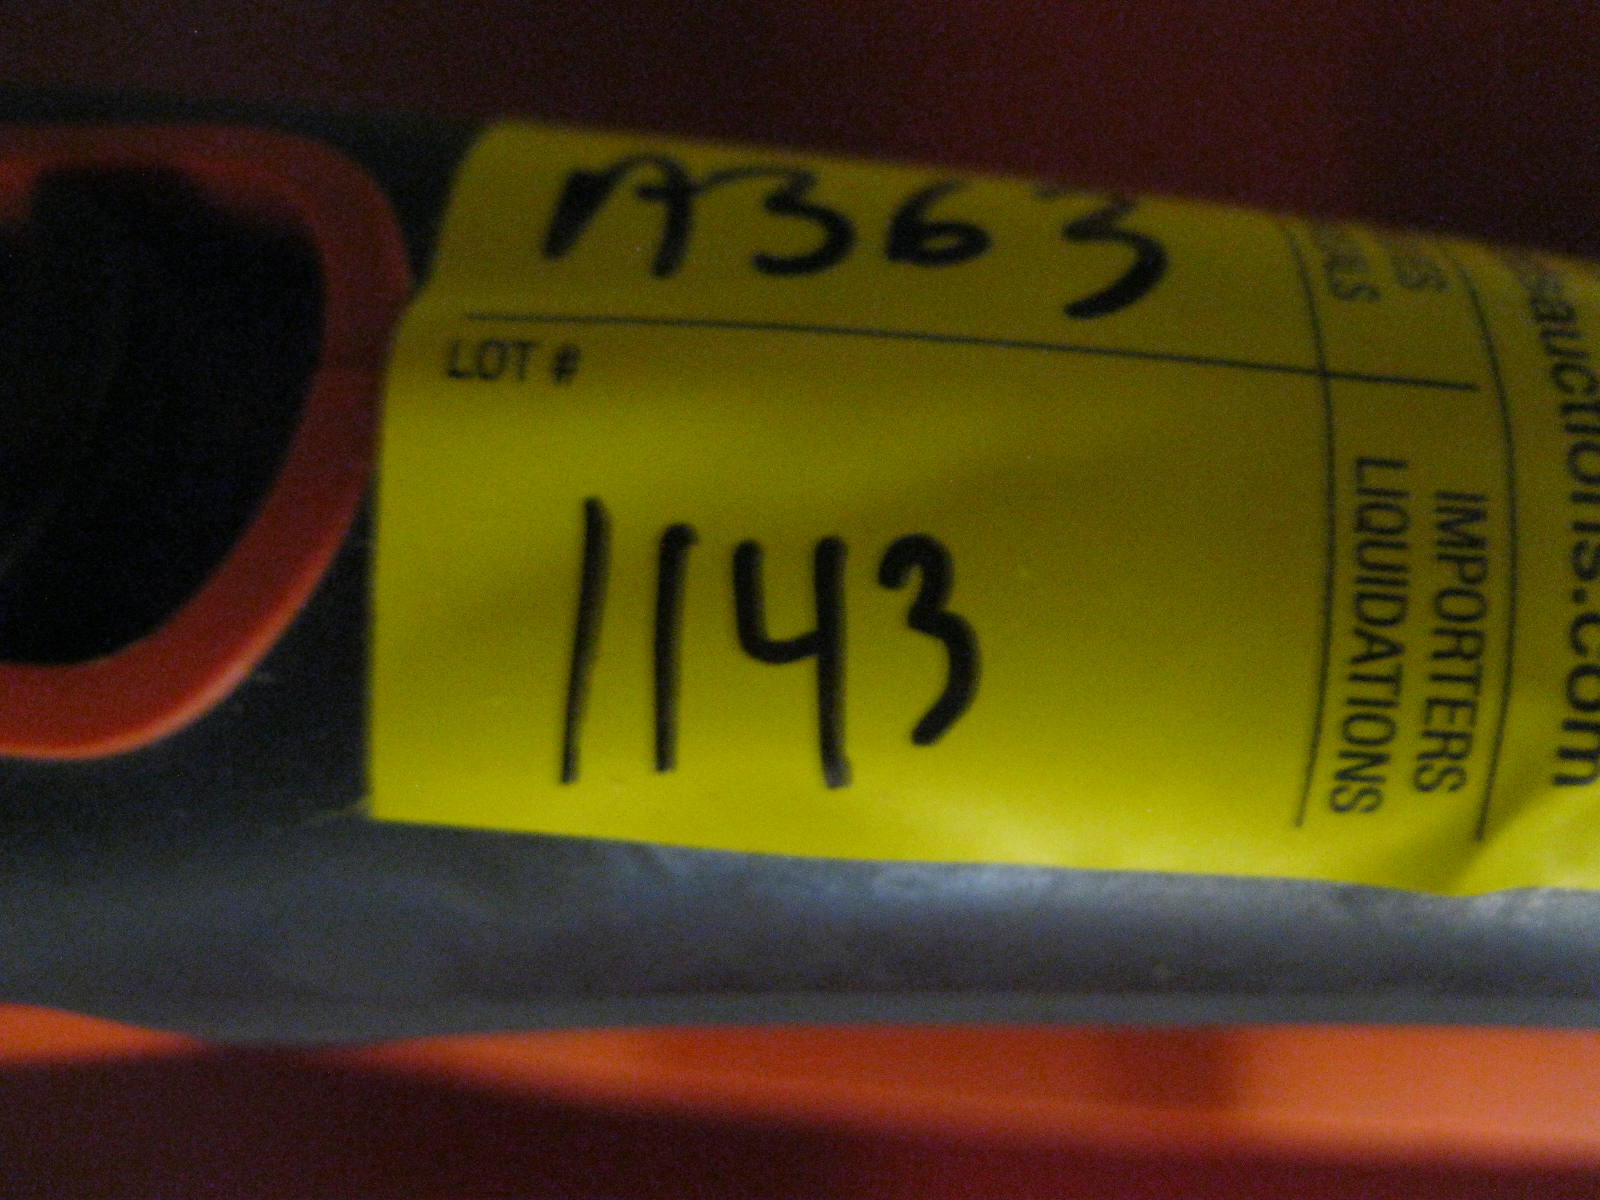 A363
LOT #
1143
IMPORTERS
LIQUIDATIONS
auctions.com